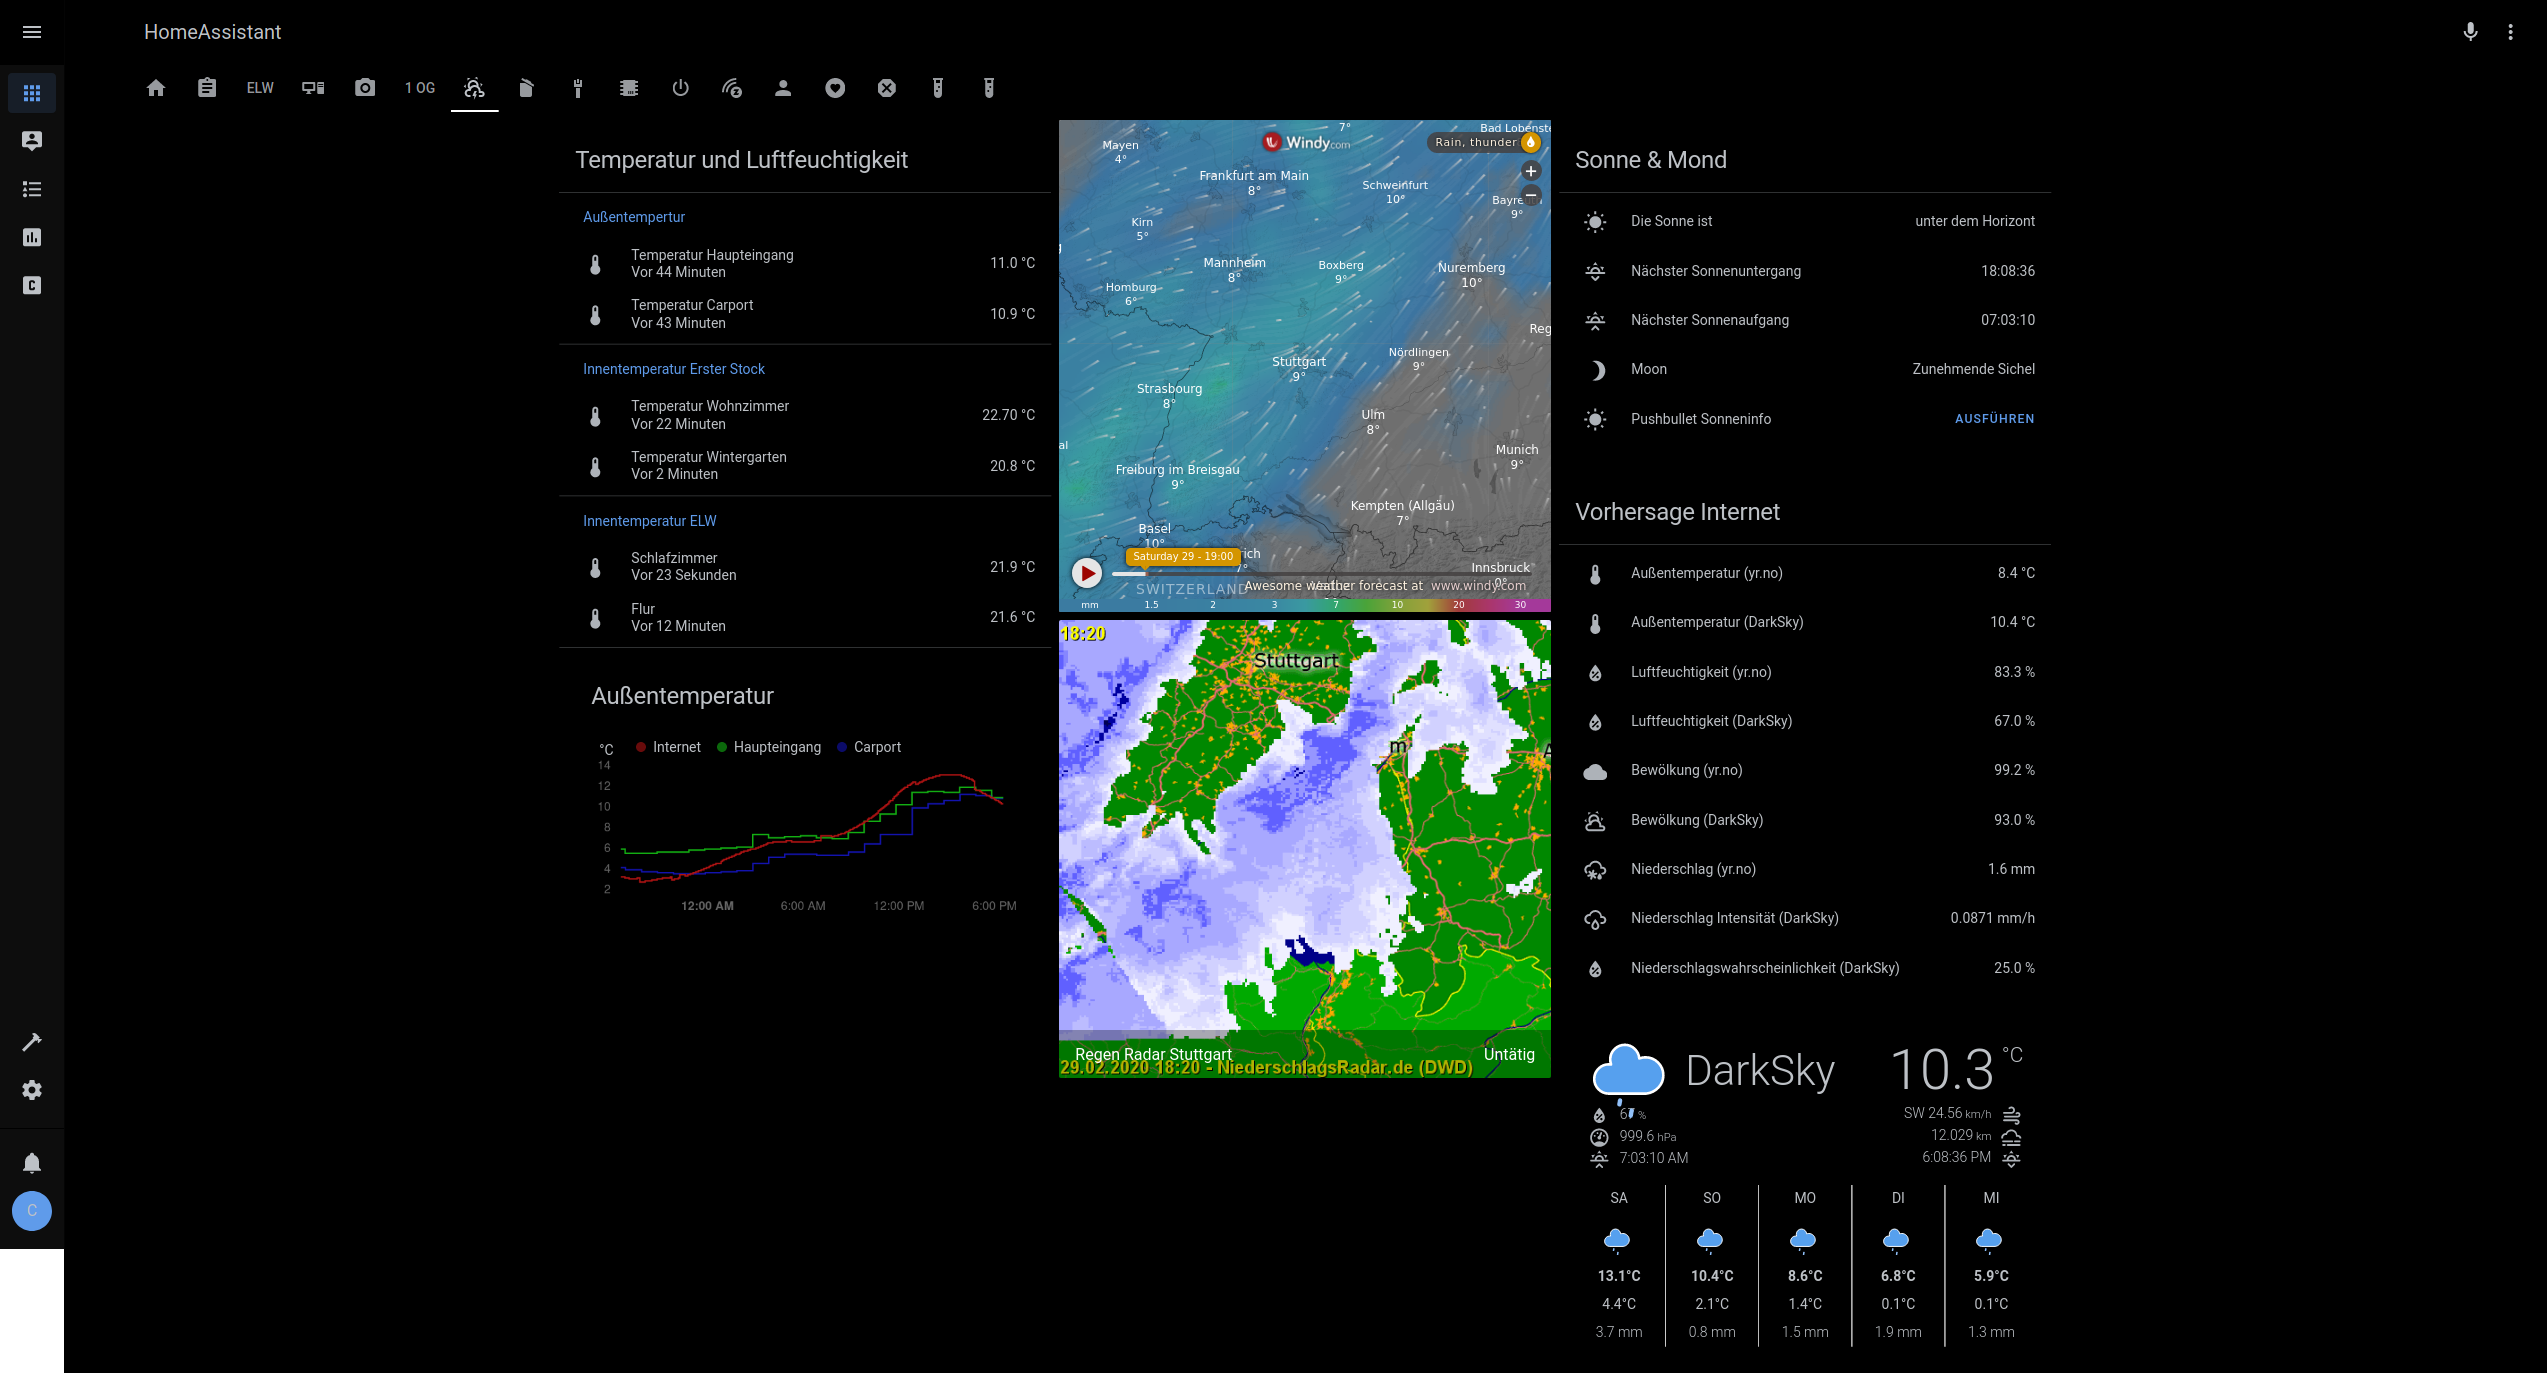 HomeAssistant
ELW
1 OG
Temperatur und Luftfeuchtigkeit
Außentempertur
Temperatur Haupteingang
Vor 44 Minuten
11.0 °C
Temperatur Carport
Vor 43 Minuten
10.9 °C
Innentemperatur Erster Stock
Temperatur Wohnzimmer
Vor 22 Minuten
22.70 °C
Temperatur Wintergarten
Vor 2 Minuten
20.8 °C
Innentemperatur ELW
Schlafzimmer
Vor 23 Sekunden
21.9 °C
Flur
Vor 12 Minuten
21.6 °C
Außentemperatur
°C
Internet
Haupteingang
Carport
14
12
10
8
6
4
2
12:00 AM
6:00 AM
12:00 PM
6:00 PM
7°
Bad Lobenste
Mayen
4°
Windy.com
Rain, thunder
Frankfurt am Main
8°
Schweinfurt
10°
9°
Kirn
5°
Mannheim
8°
Boxberg
9°
Nuremberg
10°
Homburg
6°
Reg
Stuttgart
9°
Nördlingen
9°
Strasbourg
8°
Ulm
8°
al
Munich
9°
Freiburg im Breisgau
9°
Kempten (Allgäu)
7°
Basel
10°
Saturday 29 - 19:00
rich
7°
Innsbruck
0°
SWITZERLAND
Awesome weather forecast at www.windy.com
mm 1.5 2 3 7 10 20 30
18:20
Stuttgart
m
A
Regen Radar Stuttgart
Untätig
29.02.2020 18:20 - NiederschlagsRadar.de (DWD)
Sonne & Mond
Die Sonne ist
unter dem Horizont
Nächster Sonnenuntergang
18:08:36
Nächster Sonnenaufgang
07:03:10
Moon
Zunehmende Sichel
Pushbullet Sonneninfo
AUSFÜHREN
Vorhersage Internet
Außentemperatur (yr.no)
8.4 °C
Außentemperatur (DarkSky)
10.4 °C
Luftfeuchtigkeit (yr.no)
83.3 %
Luftfeuchtigkeit (DarkSky)
67.0 %
Bewölkung (yr.no)
99.2 %
Bewölkung (DarkSky)
93.0 %
Niederschlag (yr.no)
1.6 mm
Niederschlag Intensität (DarkSky)
0.0871 mm/h
Niederschlagswahrscheinlichkeit (DarkSky)
25.0 %
DarkSky
10.3 °C
67 %
SW 24.56 km/h
999.6 hPa
12.029 km
7:03:10 AM
6:08:36 PM
SA SO MO DI MI
13.1°C 10.4°C 8.6°C 6.8°C 5.9°C
4.4°C 2.1°C 1.4°C 0.1°C 0.1°C
3.7 mm 0.8 mm 1.5 mm 1.9 mm 1.3 mm
C